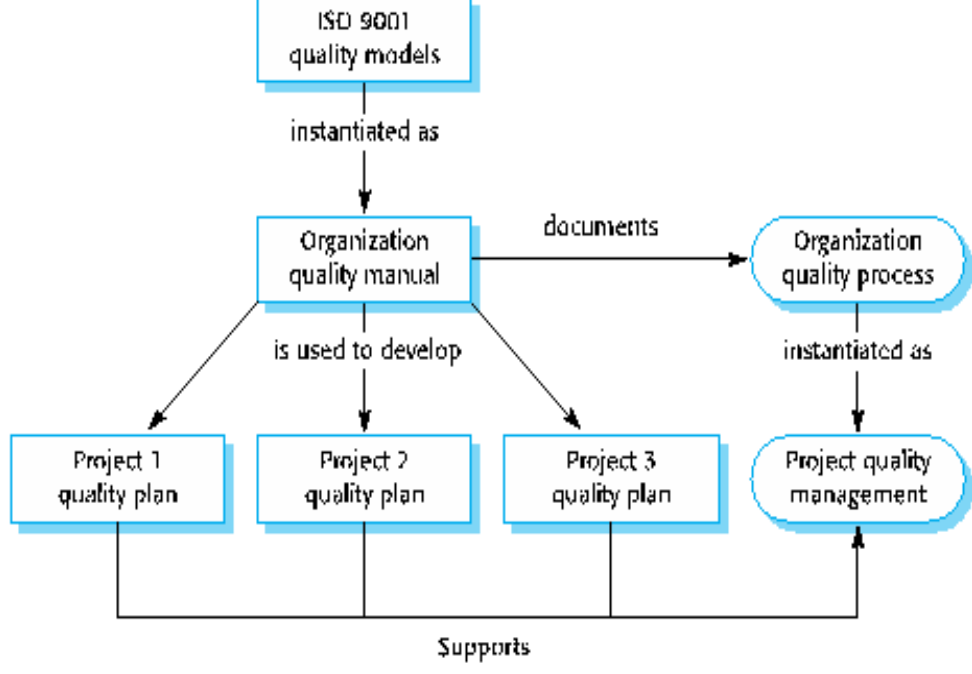 ISO 9001
quality models
instantiated as
documents
Organization
quality manual
Organization
quality process
is used to develop
instantiated as
Project 1
quality plan
Project 2
quality plan
Project 3
quality plan
Project quality
management
Supports